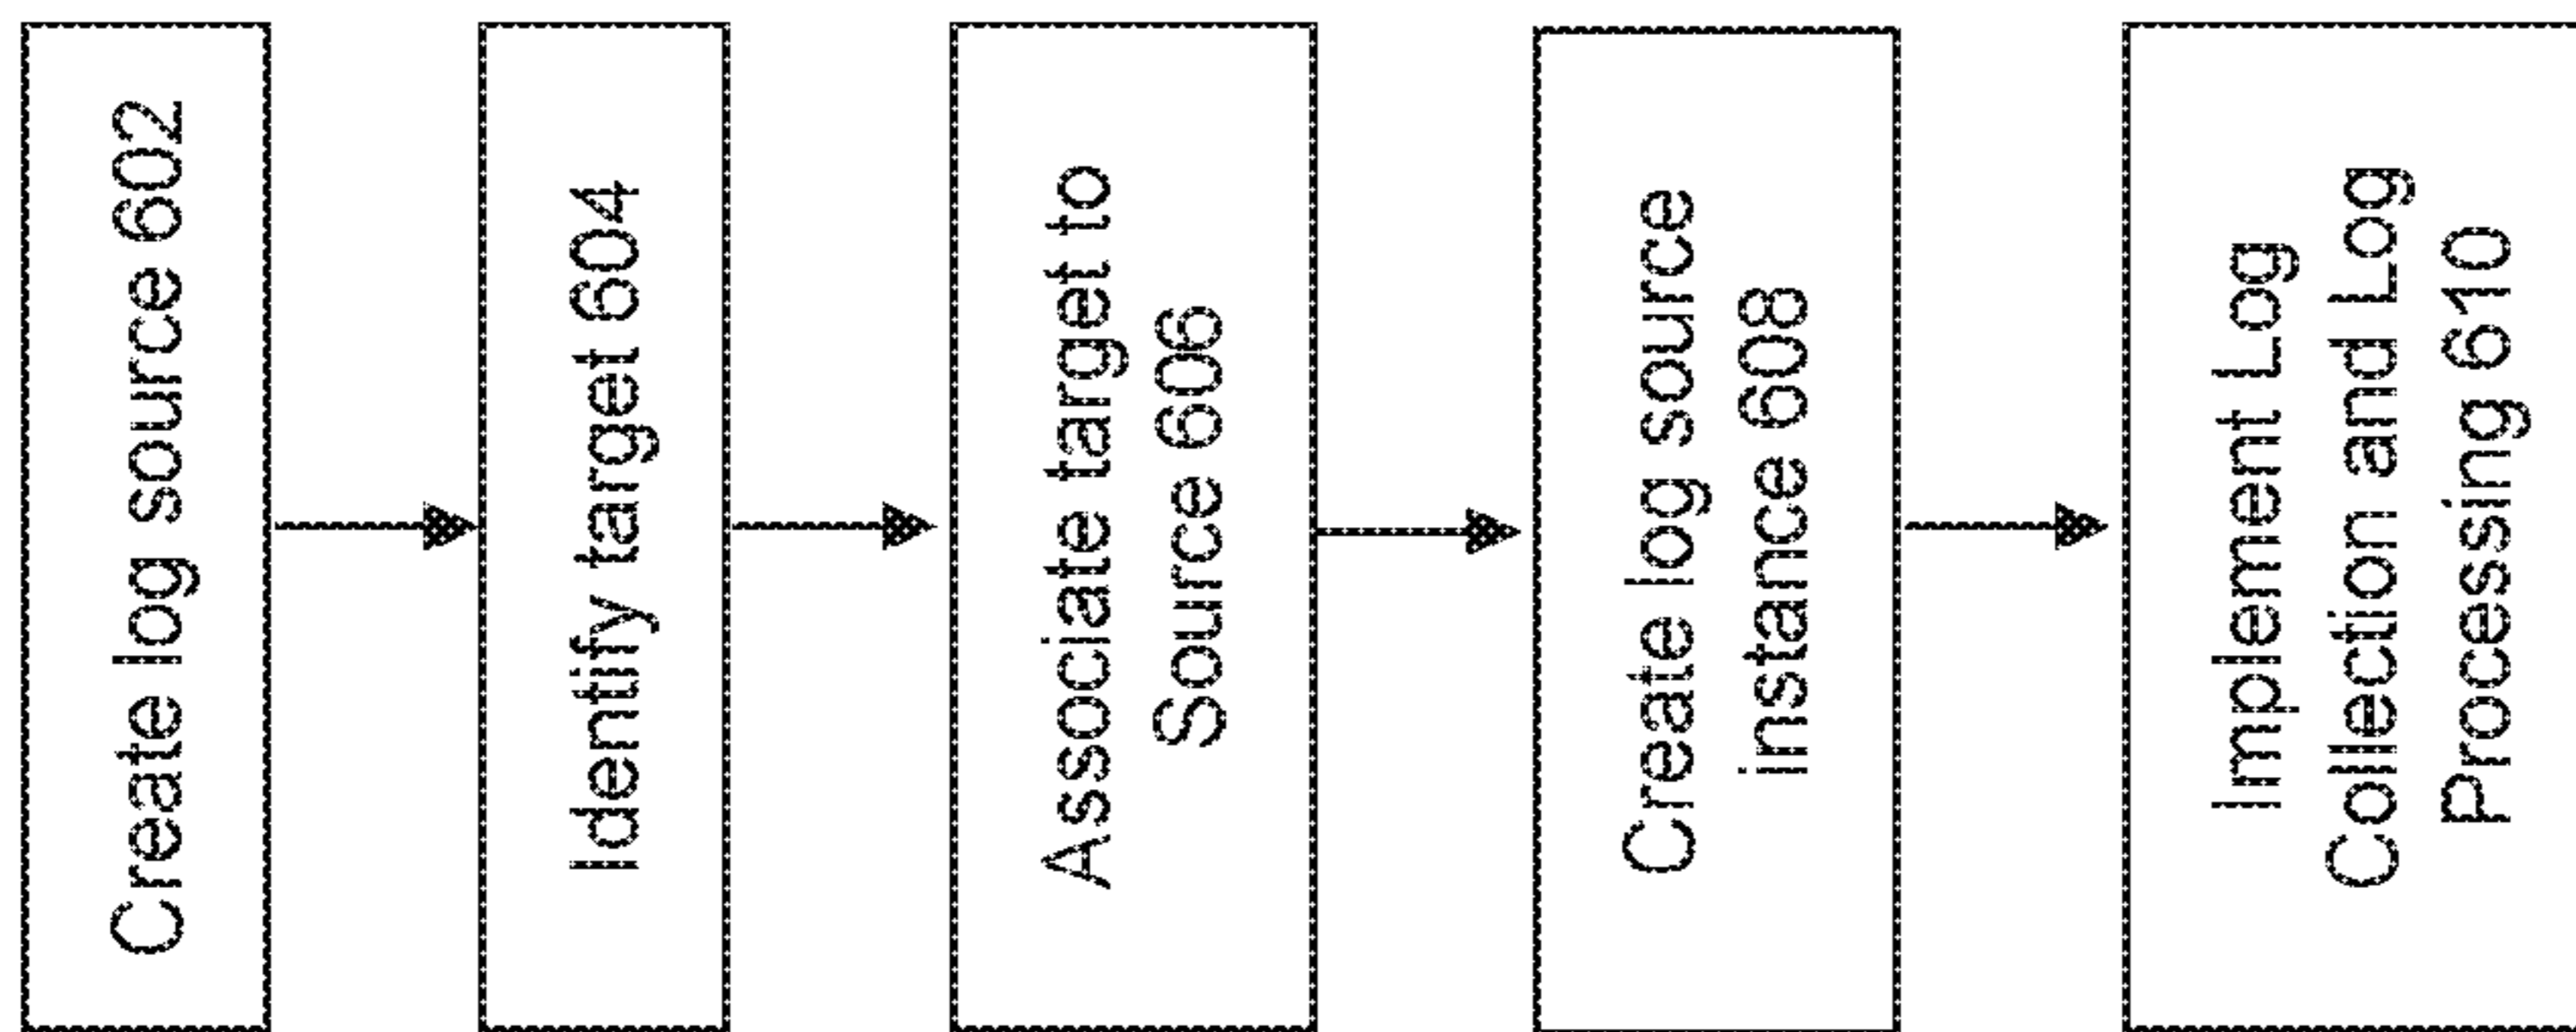 Create log source 602
Identify target 604
Associate target to
Source 606
Create log source
instance 608
Implement Log
Collection and Log
Processing 610